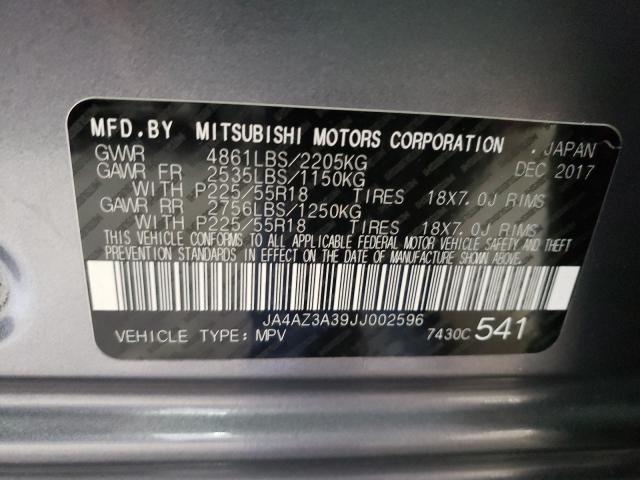 MFD.BY MITSUBISHI MOTORS CORPORATION . JAPAN
GVWR 4861LBS/2205KG DEC 2017
GAWR FR 2535LBS/1150KG
WITH P225/55R18 TIRES 18X7.0J RIMS
GAWR RR 2756LBS/1250KG
WITH P225/55R18 TIRES 18X7.0J RIMS
THIS VEHICLE CONFORMS TO ALL APPLICABLE FEDERAL MOTOR VEHICLE SAFETY AND THEFT
PREVENTION STANDARDS IN EFFECT ON THE DATE OF MANUFACTURE SHOWN ABOVE.
JA4AZ3A39JJ002596
VEHICLE TYPE: MPV 7430C 541